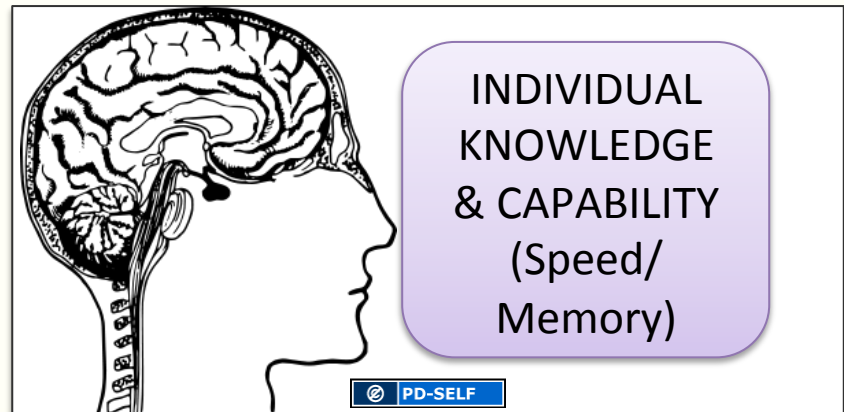 INDIVIDUAL
KNOWLEDGE
& CAPABILITY
(Speed/
Memory)
PD-SELF